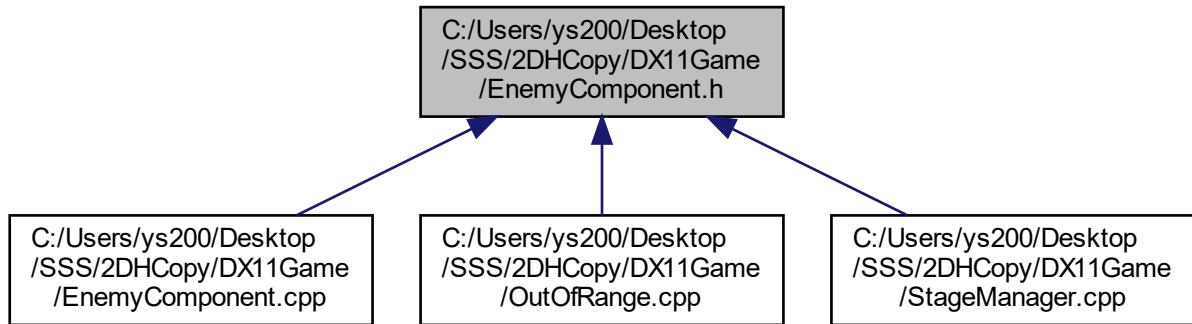 C:/Users/ys200/Desktop
/SSS/2DHCopy/DX11Game
/EnemyComponent.h
C:/Users/ys200/Desktop
/SSS/2DHCopy/DX11Game
/EnemyComponent.cpp
C:/Users/ys200/Desktop
/SSS/2DHCopy/DX11Game
/OutOfRange.cpp
C:/Users/ys200/Desktop
/SSS/2DHCopy/DX11Game
/StageManager.cpp